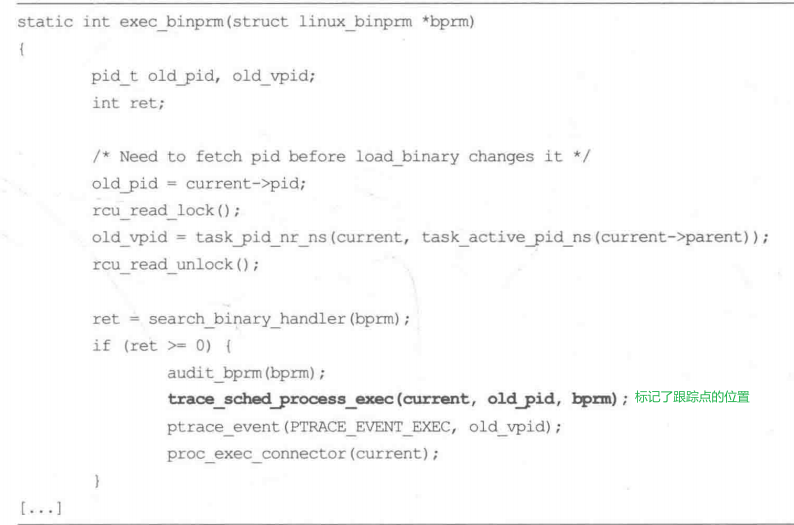 static int exec_binprm(struct linux_binprm *bprm)
{
        pid_t old_pid, old_vpid;
        int ret;

        /* Need to fetch pid before load_binary changes it */
        old_pid = current->pid;
        rcu_read_lock();
        old_vpid = task_pid_nr_ns(current, task_active_pid_ns(current->parent));
        rcu_read_unlock();

        ret = search_binary_handler(bprm);
        if (ret >= 0) {
                audit_bprm(bprm);
                trace_sched_process_exec(current, old_pid, bprm); 标记了跟踪点的位置
                ptrace_event(PTRACE_EVENT_EXEC, old_vpid);
                proc_exec_connector(current);
        }
[...]